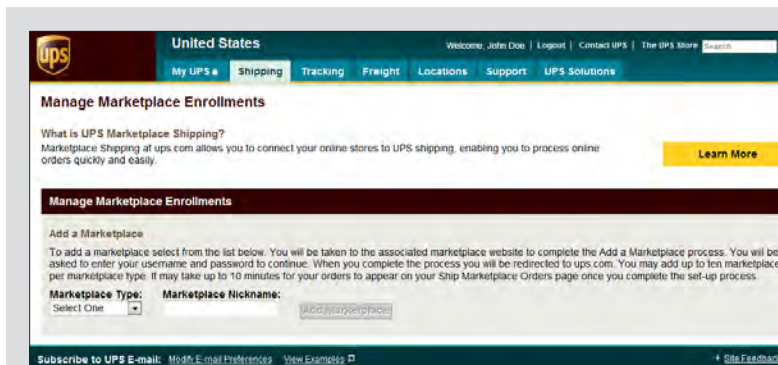 ups
United States
Welcome, John Doe | Logout | Contact UPS | The UPS Store Search
My UPS Shipping Tracking Freight Locations Support UPS Solutions
Manage Marketplace Enrollments
What is UPS Marketplace Shipping?
Marketplace Shipping at ups.com allows you to connect your online stores to UPS shipping, enabling you to process online
orders quickly and easily.
Learn More
Manage Marketplace Enrollments
Add a Marketplace
To add a marketplace select from the list below. You will be taken to the associated marketplace website to complete the Add a Marketplace process. You will be
asked to enter your username and password to continue. When you complete the process you will be redirected to ups.com. You may add up to ten marketplace
per marketplace type. It may take up to 10 minutes for your orders to appear on your Ship Marketplace Orders page once you complete the set-up process.
Marketplace Type: Marketplace Nickname:
Select One Add Marketplace
Subscribe to UPS E-mail: Modify E-mail Preferences View Examples + Site Feedback